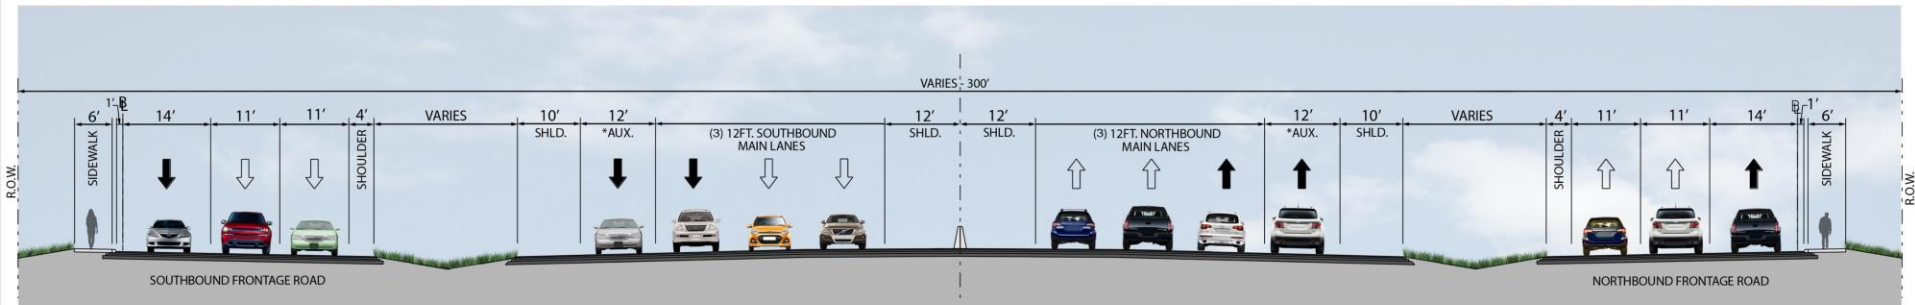 VARIES - 300'
R.O.W.
6'
SIDEWALK
1'
14'
11'
11'
4'
SHOULDER
VARIES
10'
SHLD.
12'
*AUX.
(3) 12FT. SOUTHBOUND
MAIN LANES
12'
SHLD.
12'
SHLD.
(3) 12FT. NORTHBOUND
MAIN LANES
12'
*AUX.
10'
SHLD.
VARIES
4'
SHOULDER
11'
11'
14'
1'
6'
SIDEWALK
R.O.W.
SOUTHBOUND FRONTAGE ROAD
NORTHBOUND FRONTAGE ROAD